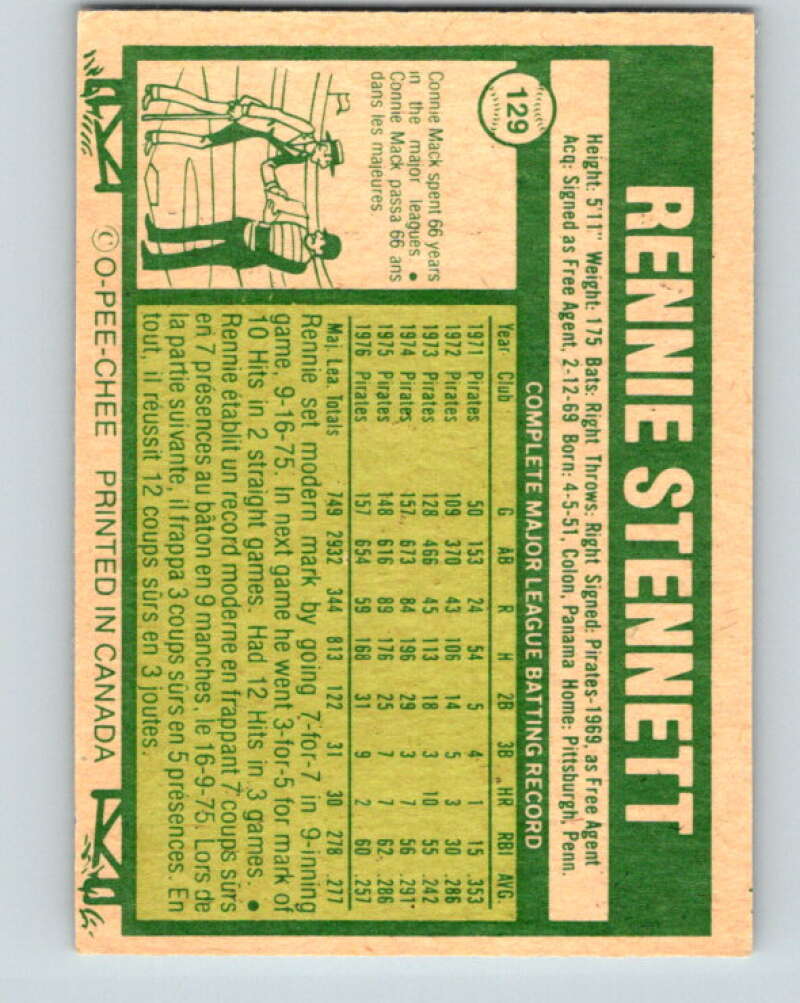 129
RENNIE STENNETT
Height: 5'11" Weight: 175 Bats: Right Throws: Right Signed: Pirates-1969, as Free Agent
Acq: Signed as Free Agent, 2-12-69 Born: 4-5-51, Colon, Panama Home: Pittsburgh, Penn.
COMPLETE MAJOR LEAGUE BATTING RECORD
Year Club G AB R H 2B 3B HR RBI AVG.
1971 Pirates 50 153 24 54 5 4 1 15 .353
1972 Pirates 109 370 43 106 14 5 3 30 .286
1973 Pirates 128 466 45 113 18 3 10 55 .242
1974 Pirates 157 673 84 196 29 3 7 56 .291
1975 Pirates 148 616 89 176 25 7 7 62 .286
1976 Pirates 157 654 59 168 31 9 2 60 .257
Maj. Lea. Totals 749 2932 344 813 122 31 30 278 .277
Rennie set modern mark by going 7-for-7 in 9-inning
game, 9-16-75. In next game he went 3-for-5 for mark of
10 Hits in 2 straight games. Had 12 Hits in 3 games. ●
Rennie établit un record moderne en frappant 7 coups sûrs
en 7 présences au bâton en 9 manches, le 16-9-75. Lors de
la partie suivante, il frappa 3 coups sûrs en 5 présences. En
tout, il réussit 12 coups sûrs en 3 joutes.
Connie Mack spent 66 years
in the major leagues. ●
Connie Mack passa 66 ans
dans les majeures.
© O-PEE-CHEE PRINTED IN CANADA